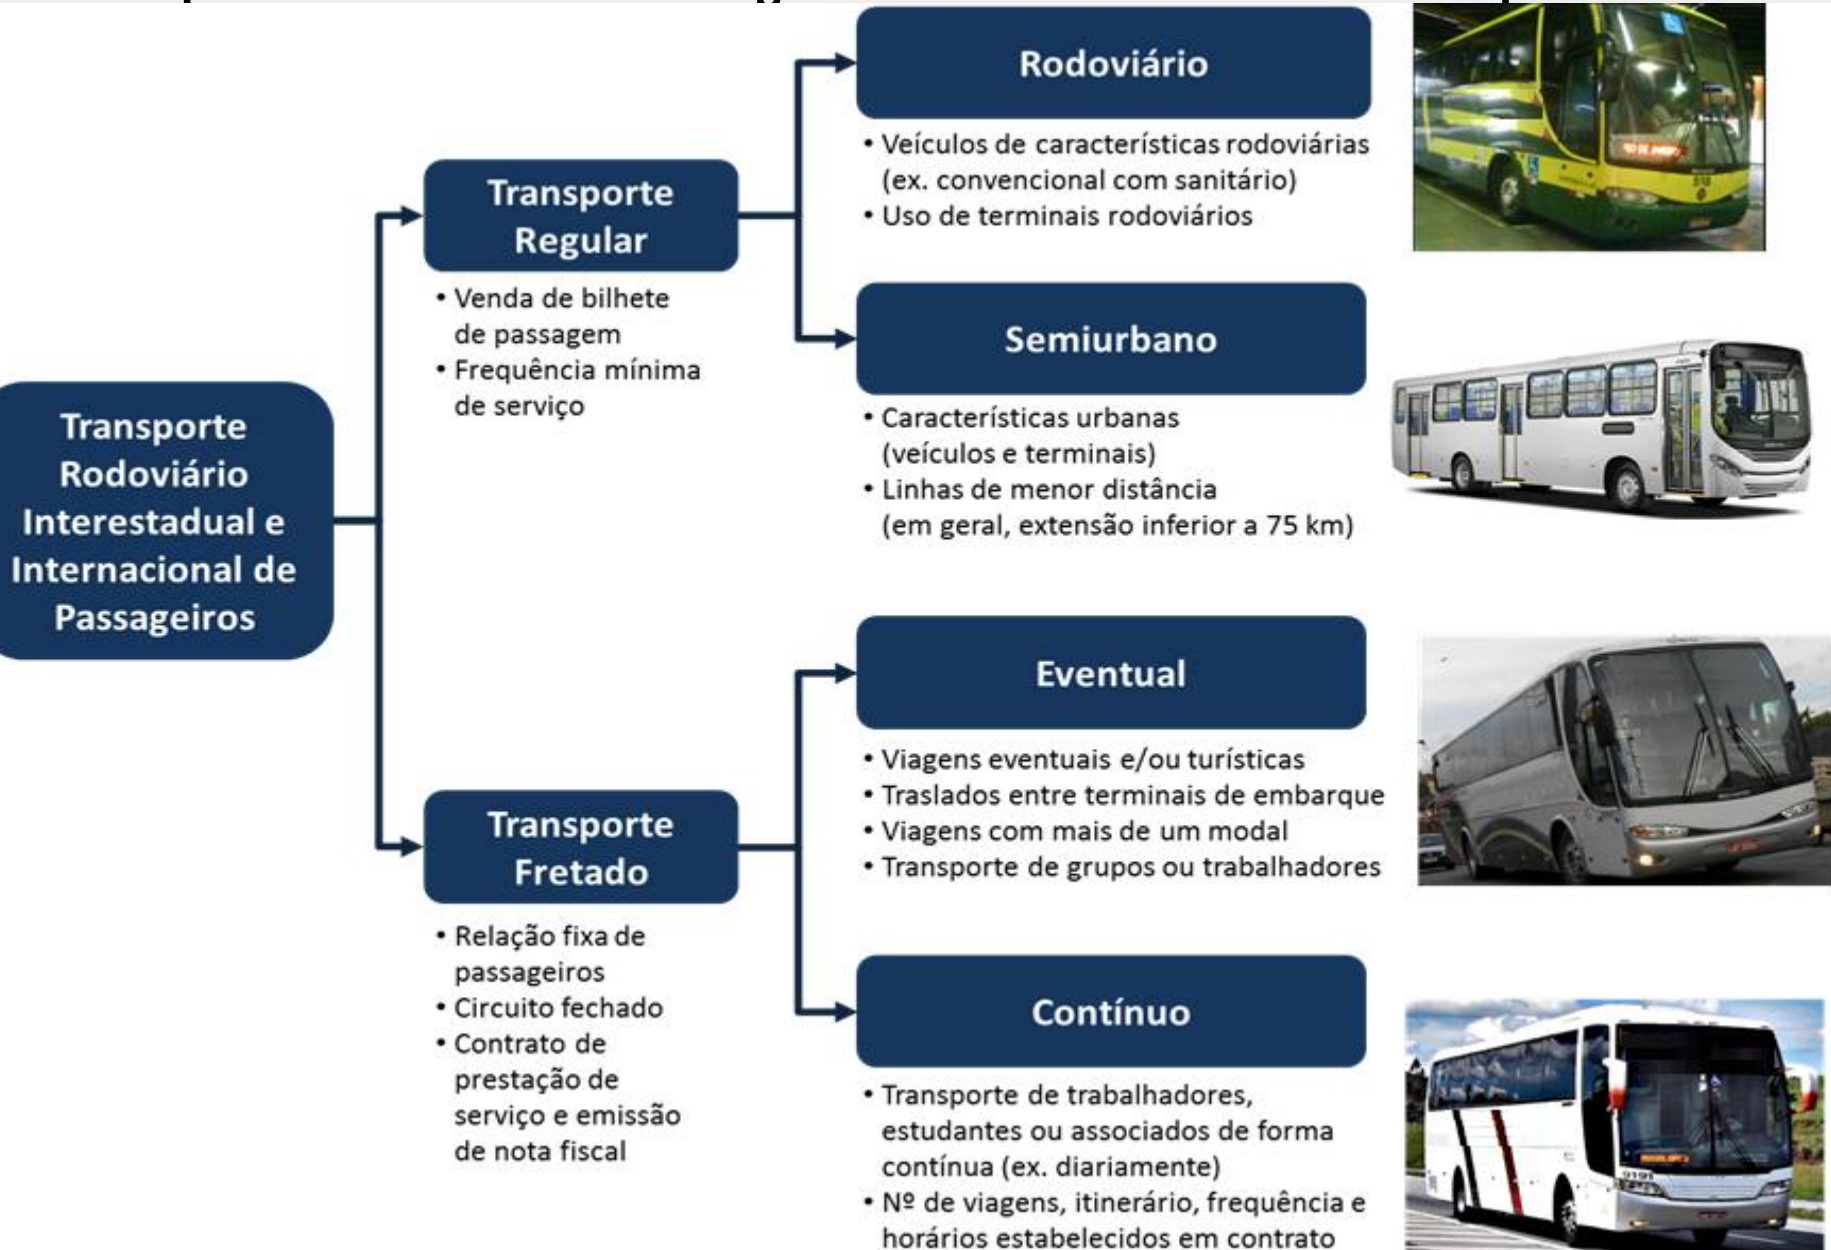 Transporte
Rodoviário
Interestadual e
Internacional de
Passageiros
Transporte
Regular
• Venda de bilhete
de passagem
• Frequência mínima
de serviço
Rodoviário
• Veículos de características rodoviárias
(ex. convencional com sanitário)
• Uso de terminais rodoviários
Semiurbano
• Características urbanas
(veículos e terminais)
• Linhas de menor distância
(em geral, extensão inferior a 75 km)
Transporte
Fretado
• Relação fixa de
passageiros
• Circuito fechado
• Contrato de
prestação de
serviço e emissão
de nota fiscal
Eventual
• Viagens eventuais e/ou turísticas
• Traslados entre terminais de embarque
• Viagens com mais de um modal
• Transporte de grupos ou trabalhadores
Contínuo
• Transporte de trabalhadores,
estudantes ou associados de forma
contínua (ex. diariamente)
• Nº de viagens, itinerário, frequência e
horários estabelecidos em contrato